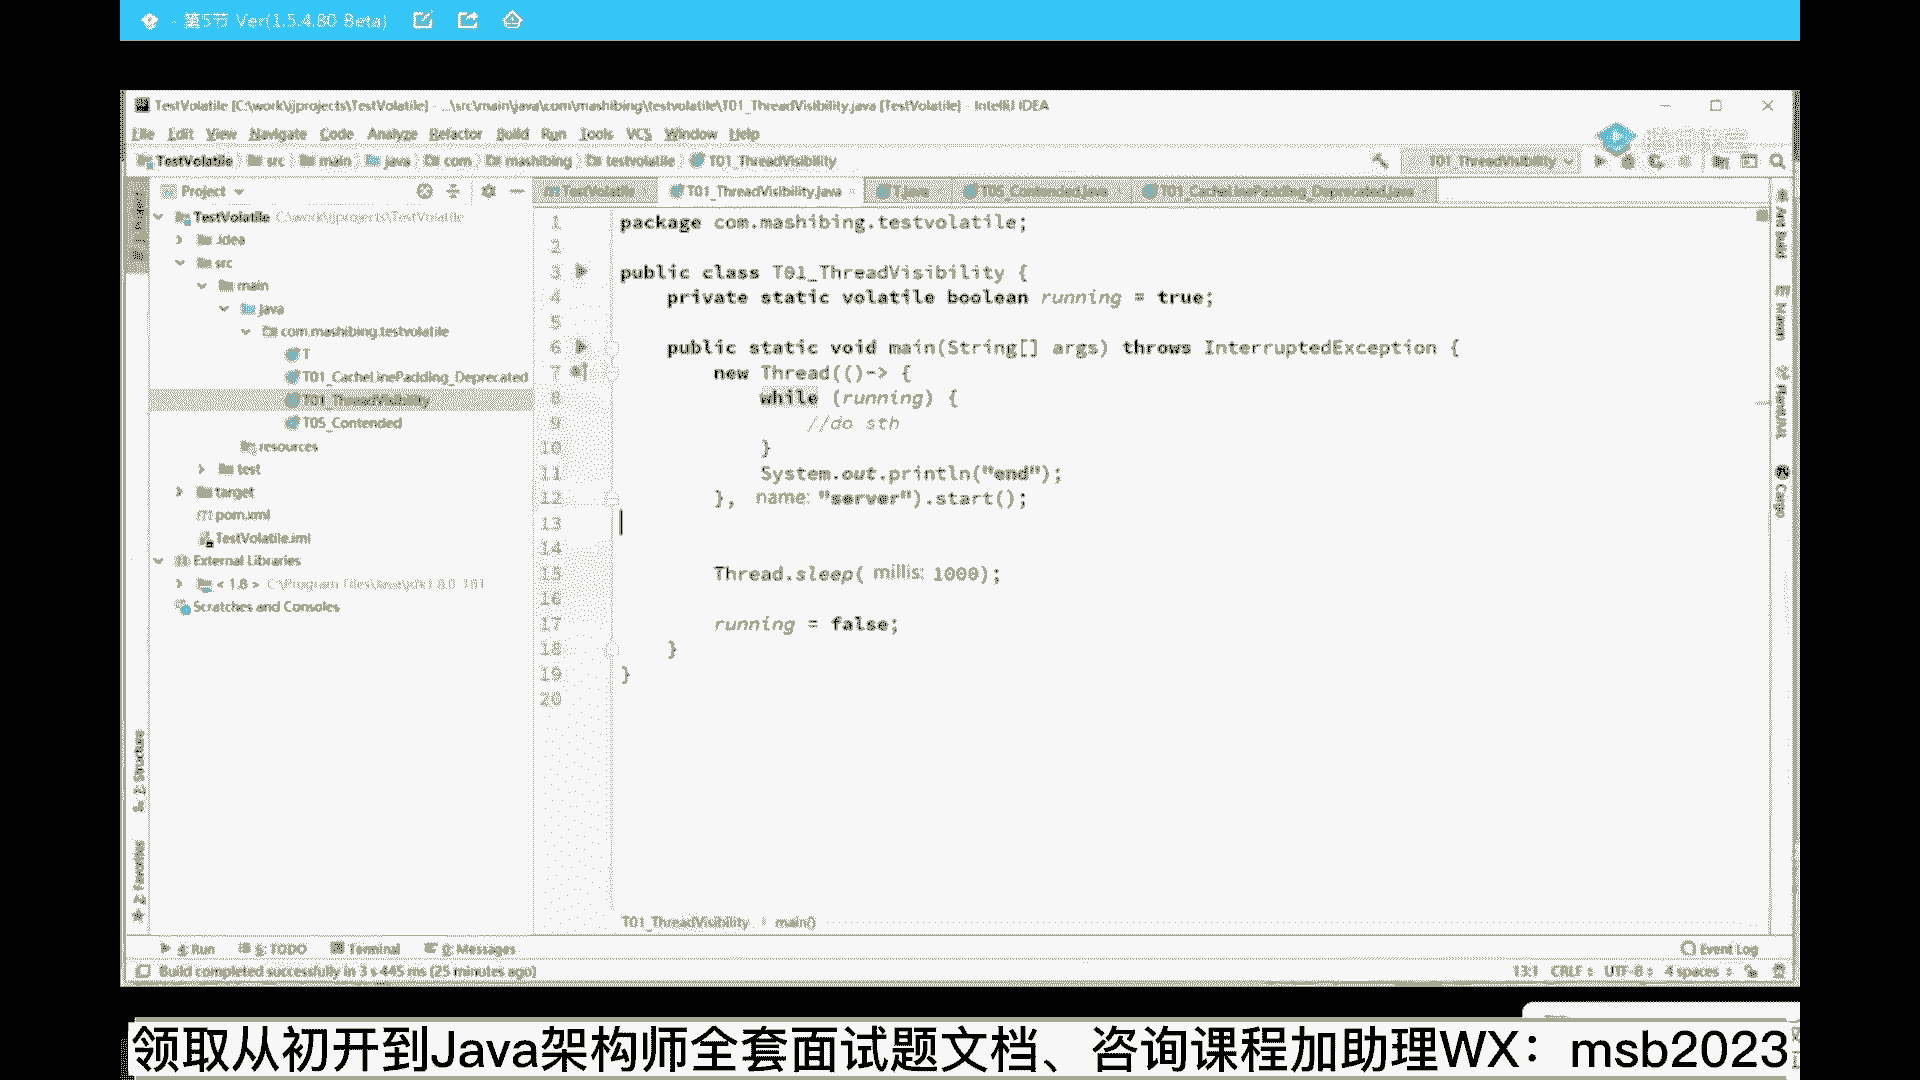 - 第5节 Ver(1.5.4.80 Beta)
TestVolatile [C:\work\ijprojects\TestVolatile] - ...\src\main\java\com\mashibing\testvolatile\T01_ThreadVisibility.java [TestVolatile] - IntelliJ IDEA
File Edit View Navigate Code Analyze Refactor Build Run Tools VCS Window Help
TestVolatile src main java com mashibing testvolatile T01_ThreadVisibility
T01_ThreadVisibility
Project
TestVolatile T01_ThreadVisibility.java T.java T05_Contended.java T01_CacheLinePadding_Deprecated.java
TestVolatile C:\work\ijprojects\TestVolatile
.idea
src
main
java
com.mashibing.testvolatile
T
T01_CacheLinePadding_Deprecated
T01_ThreadVisibility
T05_Contended
resources
test
target
pom.xml
TestVolatile.iml
External Libraries
< 1.8 > C:\Program Files\Java\jdk1.8.0_181
Scratches and Consoles
1 package com.mashibing.testvolatile;
2
3 public class T01_ThreadVisibility {
4 private static volatile boolean running = true;
5
6 public static void main(String[] args) throws InterruptedException {
7 new Thread(()-> {
8 while (running) {
9 //do sth
10 }
11 System.out.println("end");
12 }, name: "server").start();
13
14
15 Thread.sleep( millis: 1000);
16
17 running = false;
18 }
19 }
20
T01_ThreadVisibility main()
Z: Structure
2: Favorites
Ant Build
Maven
PlantUML
Cargo
4: Run 6: TODO Terminal 0: Messages Event Log
Build completed successfully in 3 s 445 ms (25 minutes ago) 13:1 CRLF UTF-8 4 spaces
领取从初开到Java架构师全套面试题文档、咨询课程加助理WX：msb2023